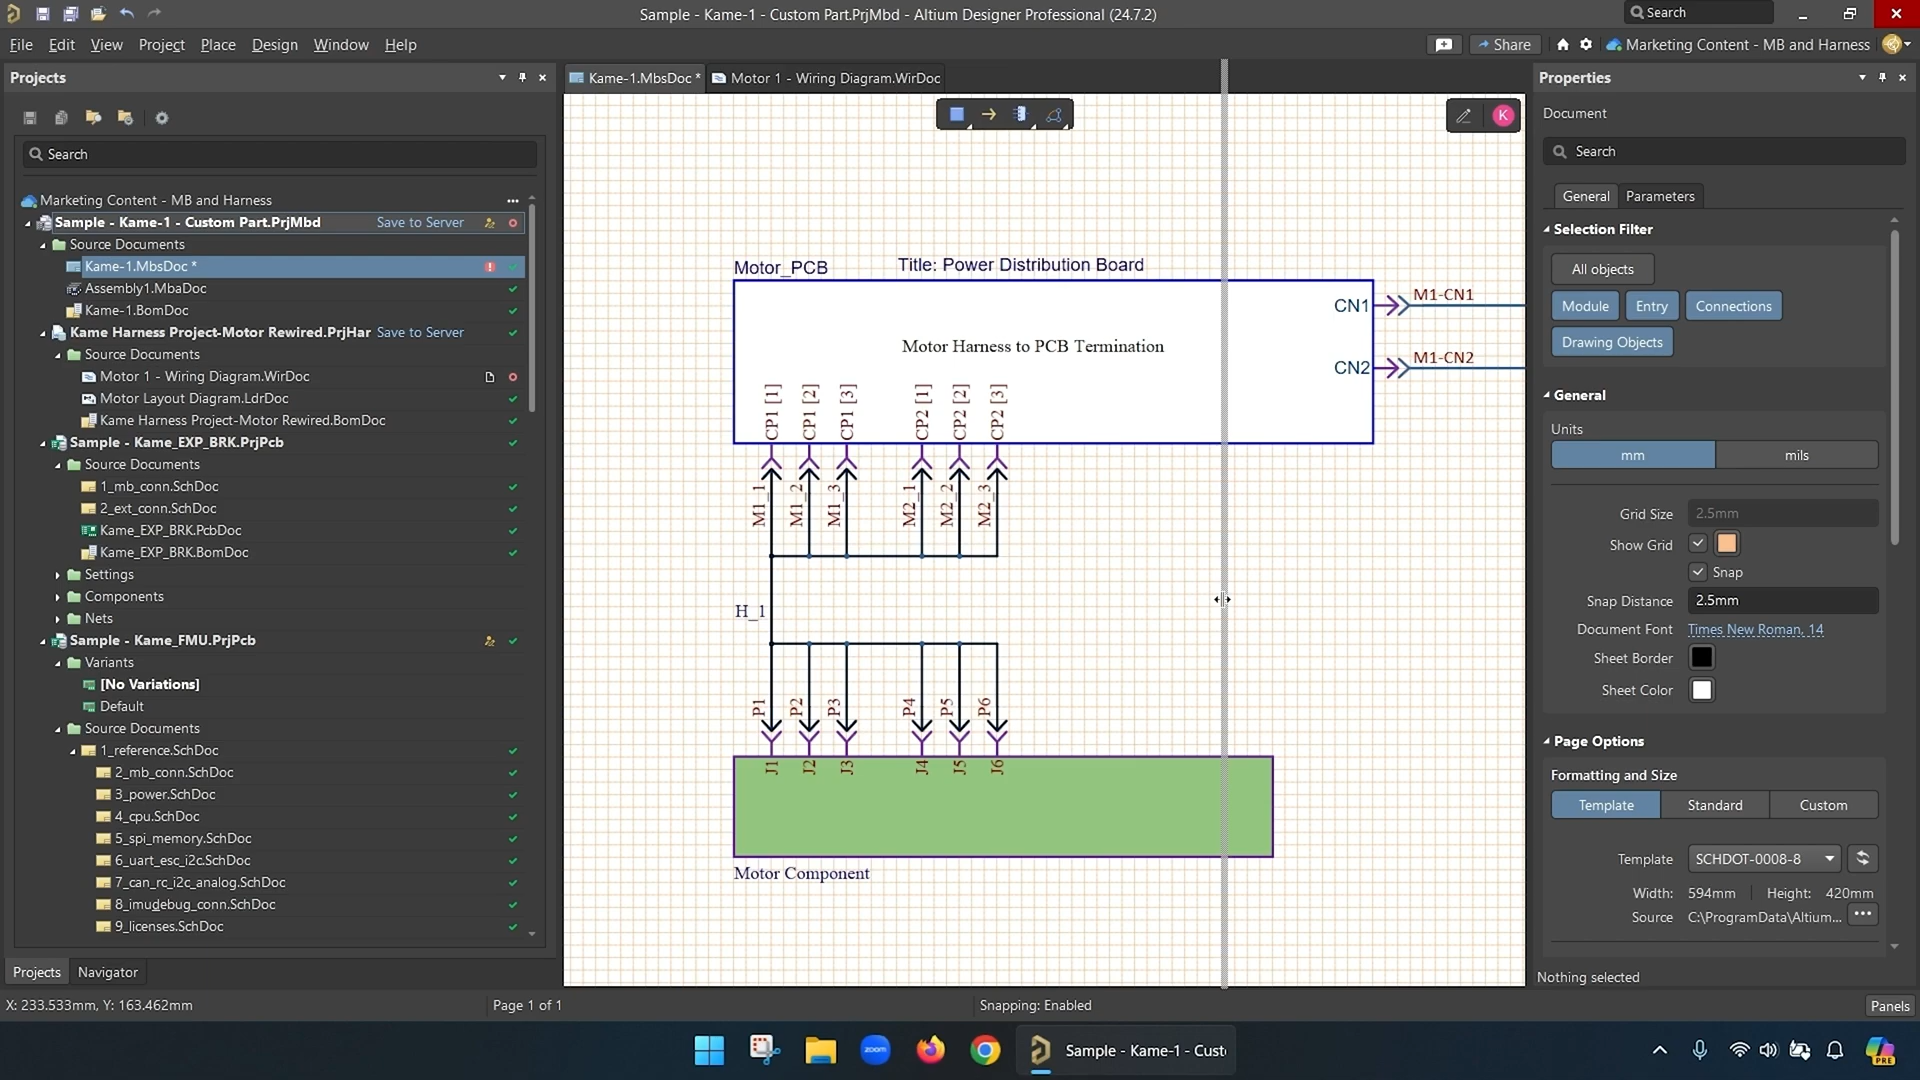 Sample - Kame-1 - Custom Part.PrjMbd - Altium Designer Professional (24.7.2)
Search
File Edit View Project Place Design Window Help
Share
Marketing Content - MB and Harness
Projects
Kame-1.MbsDoc *
Motor 1 - Wiring Diagram.WirDoc
Properties
Search
Marketing Content - MB and Harness
Sample - Kame-1 - Custom Part.PrjMbd Save to Server
Source Documents
Kame-1.MbsDoc *
Assembly1.MbaDoc
Kame-1.BomDoc
Kame Harness Project-Motor Rewired.PrjHar Save to Server
Source Documents
Motor 1 - Wiring Diagram.WirDoc
Motor Layout Diagram.LdrDoc
Kame Harness Project-Motor Rewired.BomDoc
Sample - Kame_EXP_BRK.PrjPcb
Source Documents
1_mb_conn.SchDoc
2_ext_conn.SchDoc
Kame_EXP_BRK.PcbDoc
Kame_EXP_BRK.BomDoc
Settings
Components
Nets
Sample - Kame_FMU.PrjPcb
Variants
[No Variations]
Default
Source Documents
1_reference.SchDoc
2_mb_conn.SchDoc
3_power.SchDoc
4_cpu.SchDoc
5_spi_memory.SchDoc
6_uart_esc_i2c.SchDoc
7_can_rc_i2c_analog.SchDoc
8_imudebug_conn.SchDoc
9_licenses.SchDoc
Projects Navigator
K
Motor_PCB
Title: Power Distribution Board
Motor Harness to PCB Termination
CN1
M1-CN1
CN2
M1-CN2
CP1 [1]
CP1 [2]
CP1 [3]
CP2 [1]
CP2 [2]
CP2 [3]
M1_1
M1_2
M1_3
M2_1
M2_2
M2_3
H_1
P1
P2
P3
P4
P5
P6
J1
J2
J3
J4
J5
J6
Motor Component
Document
Search
General Parameters
Selection Filter
All objects
Module Entry Connections
Drawing Objects
General
Units
mm mils
Grid Size 2.5mm
Show Grid
Snap
Snap Distance 2.5mm
Document Font Times New Roman, 14
Sheet Border
Sheet Color
Page Options
Formatting and Size
Template Standard Custom
Template SCHDOT-0008-8
Width: 594mm Height: 420mm
Source C:\ProgramData\Altium...
Nothing selected
X: 233.533mm, Y: 163.462mm
Page 1 of 1
Snapping: Enabled
Panels
zoom
Sample - Kame-1 - Cust
PRE